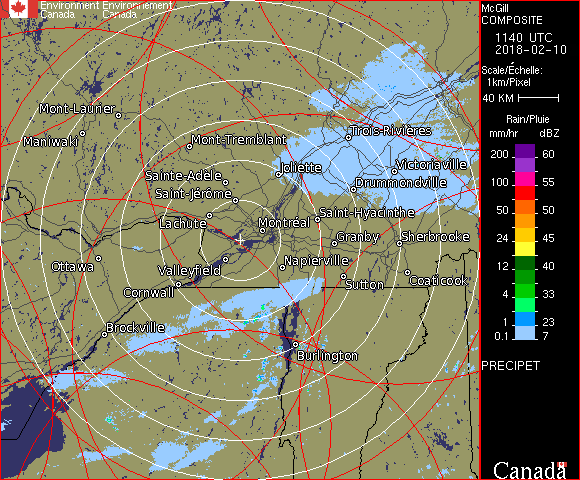 Environment Environnement
Canada Canada
McGill
COMPOSITE
1140 UTC
2018-02-10
Scale/Échelle:
1km/Pixel
40 KM
Rain/Pluie
mm/hr dBZ
200 60
100 55
50 50
24 45
12 40
4 33
1 23
0.1 7
PRECIPET
Canada
Mont-Laurier
Maniwaki
Mont-Tremblant
Trois-Rivières
Joliette
Victoriaville
Sainte-Adèle
Drummondville
Saint-Jérôme
Lachute
Saint-Hyacinthe
Montréal
Granby
Sherbrooke
Ottawa
Valleyfield
Napierville
Cornwall
Sutton
Coaticook
Brockville
Burlington